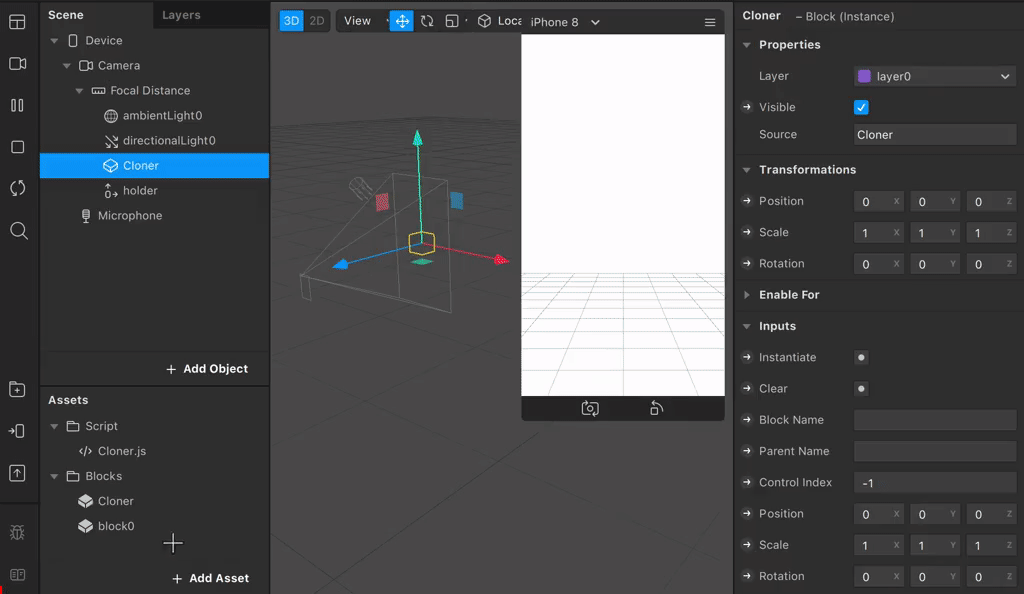 Scene
Layers
Device
Camera
Focal Distance
ambientLight0
directionalLight0
Cloner
holder
Microphone
+ Add Object
Assets
Script
Cloner.js
Blocks
Cloner
block0
+ Add Asset
3D 2D View
iPhone 8
Cloner – Block (Instance)
Properties
Layer layer0
Visible
Source Cloner
Transformations
Position 0 X 0 Y 0 Z
Scale 1 X 1 Y 1 Z
Rotation 0 X 0 Y 0 Z
Enable For
Inputs
Instantiate
Clear
Block Name
Parent Name
Control Index -1
Position 0 X 0 Y 0 Z
Scale 1 X 1 Y 1 Z
Rotation 0 X 0 Y 0 Z